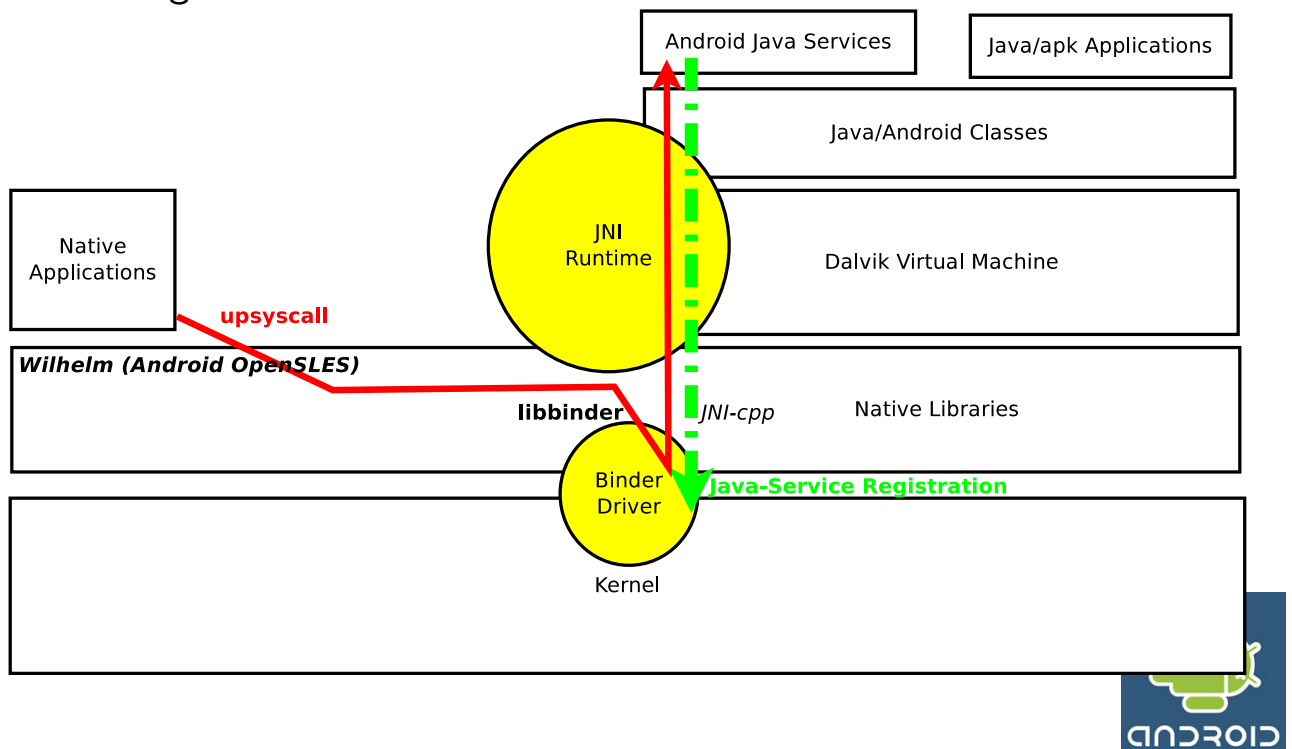 Android Java Services
Java/apk Applications
Java/Android Classes
Native
Applications
JNI
Runtime
Dalvik Virtual Machine
upsyscall
Wilhelm (Android OpenSLES)
libbinder
JNI-cpp
Native Libraries
Binder
Driver
Java-Service Registration
Kernel
ANDROID